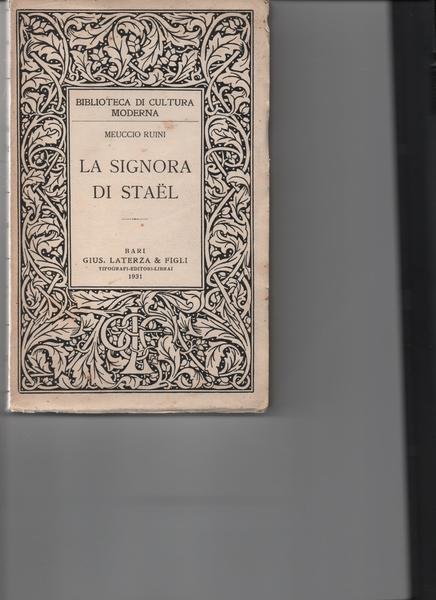 BIBLIOTECA DI CULTURA
MODERNA
MEUCCIO RUINI
LA SIGNORA
DI STAËL
BARI
GIUS. LATERZA & FIGLI
TIPOGRAFI-EDITORI-LIBRAI
1931